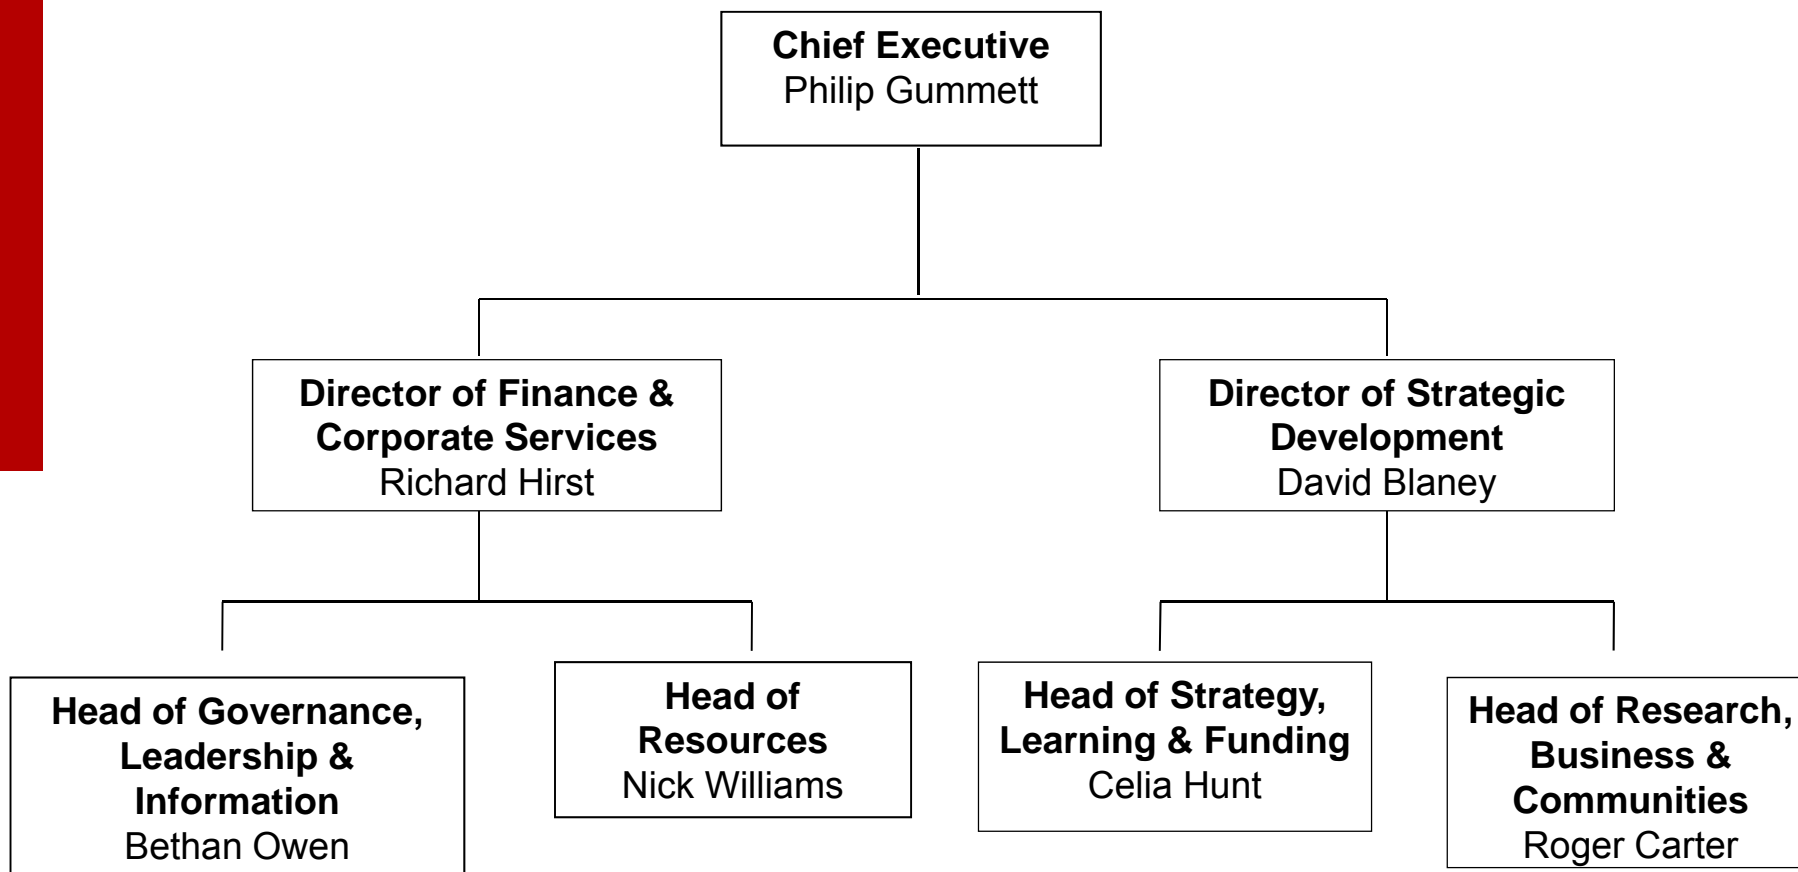 Chief Executive
Philip Gummett
Director of Finance &
Corporate Services
Richard Hirst
Director of Strategic
Development
David Blaney
Head of Governance,
Leadership &
Information
Bethan Owen
Head of
Resources
Nick Williams
Head of Strategy,
Learning & Funding
Celia Hunt
Head of Research,
Business &
Communities
Roger Carter